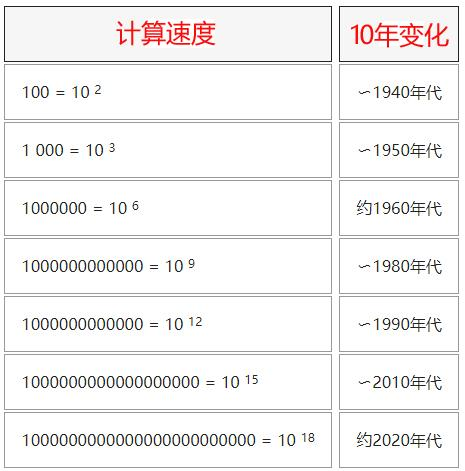 计算速度 10年变化
100 = 10 2 ∽1940年代
1 000 = 10 3 ∽1950年代
1000000 = 10 6 约1960年代
1000000000000 = 10 9 ∽1980年代
1000000000000 = 10 12 ∽1990年代
1000000000000000000 = 10 15 ∽2010年代
1000000000000000000000000 = 10 18 约2020年代